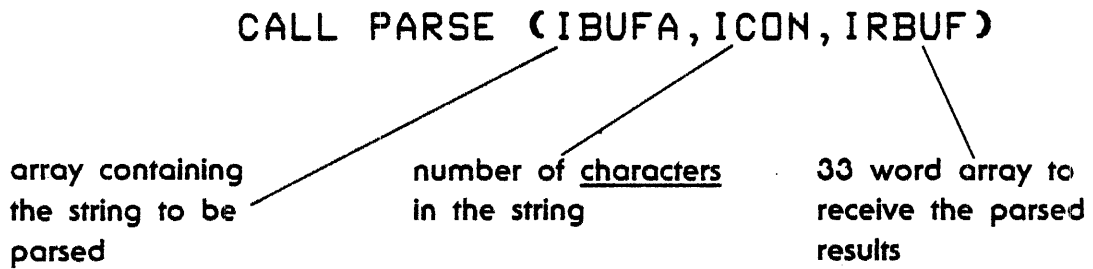 CALL PARSE (IBUFA,ICON,IRBUF)
array containing
the string to be
parsed
number of characters
in the string
33 word array to
receive the parsed
results